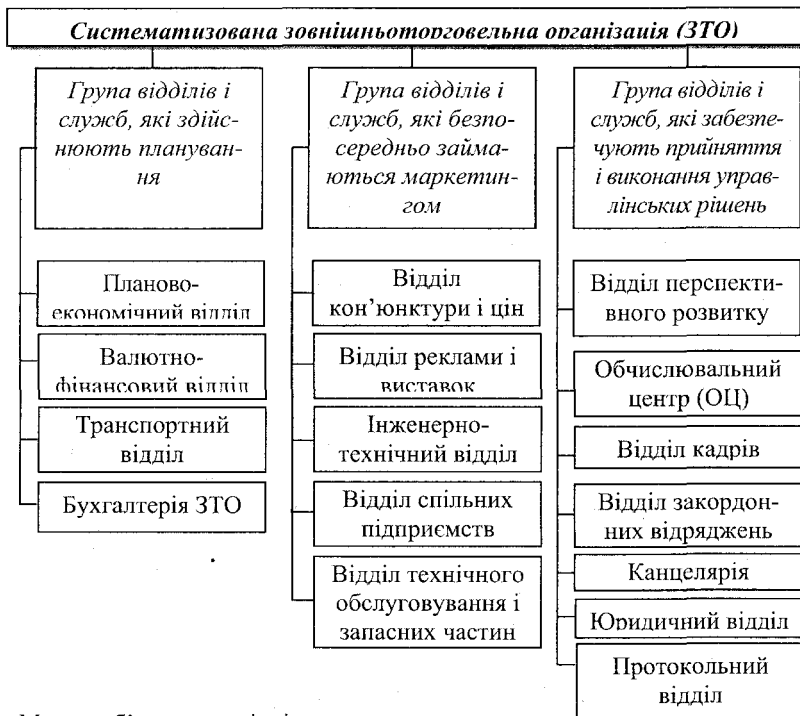 Систематизована зовнішньоторговельна організація (ЗТО)
Група відділів і
служб, які здійс-
нюють плануван-
ня
Планово-
економічний відділ
Валютно-
фінансовий відділ
Транспортний
відділ
Бухгалтерія ЗТО
Група відділів і
служб, які безпо-
середньо займа-
ються маркетин-
гом
Відділ
кон’юнктури і цін
Відділ реклами і
виставок
Інженерно-
технічний відділ
Відділ спільних
підприємств
Відділ технічного
обслуговування і
запасних частин
Група відділів і
служб, які забезпе-
чують прийняття
і виконання управ-
лінських рішень
Відділ перспекти-
вного розвитку
Обчислювальний
центр (ОЦ)
Відділ кадрів
Відділ закордон-
них відряджень
Канцелярія
Юридичний відділ
Протокольний
відділ